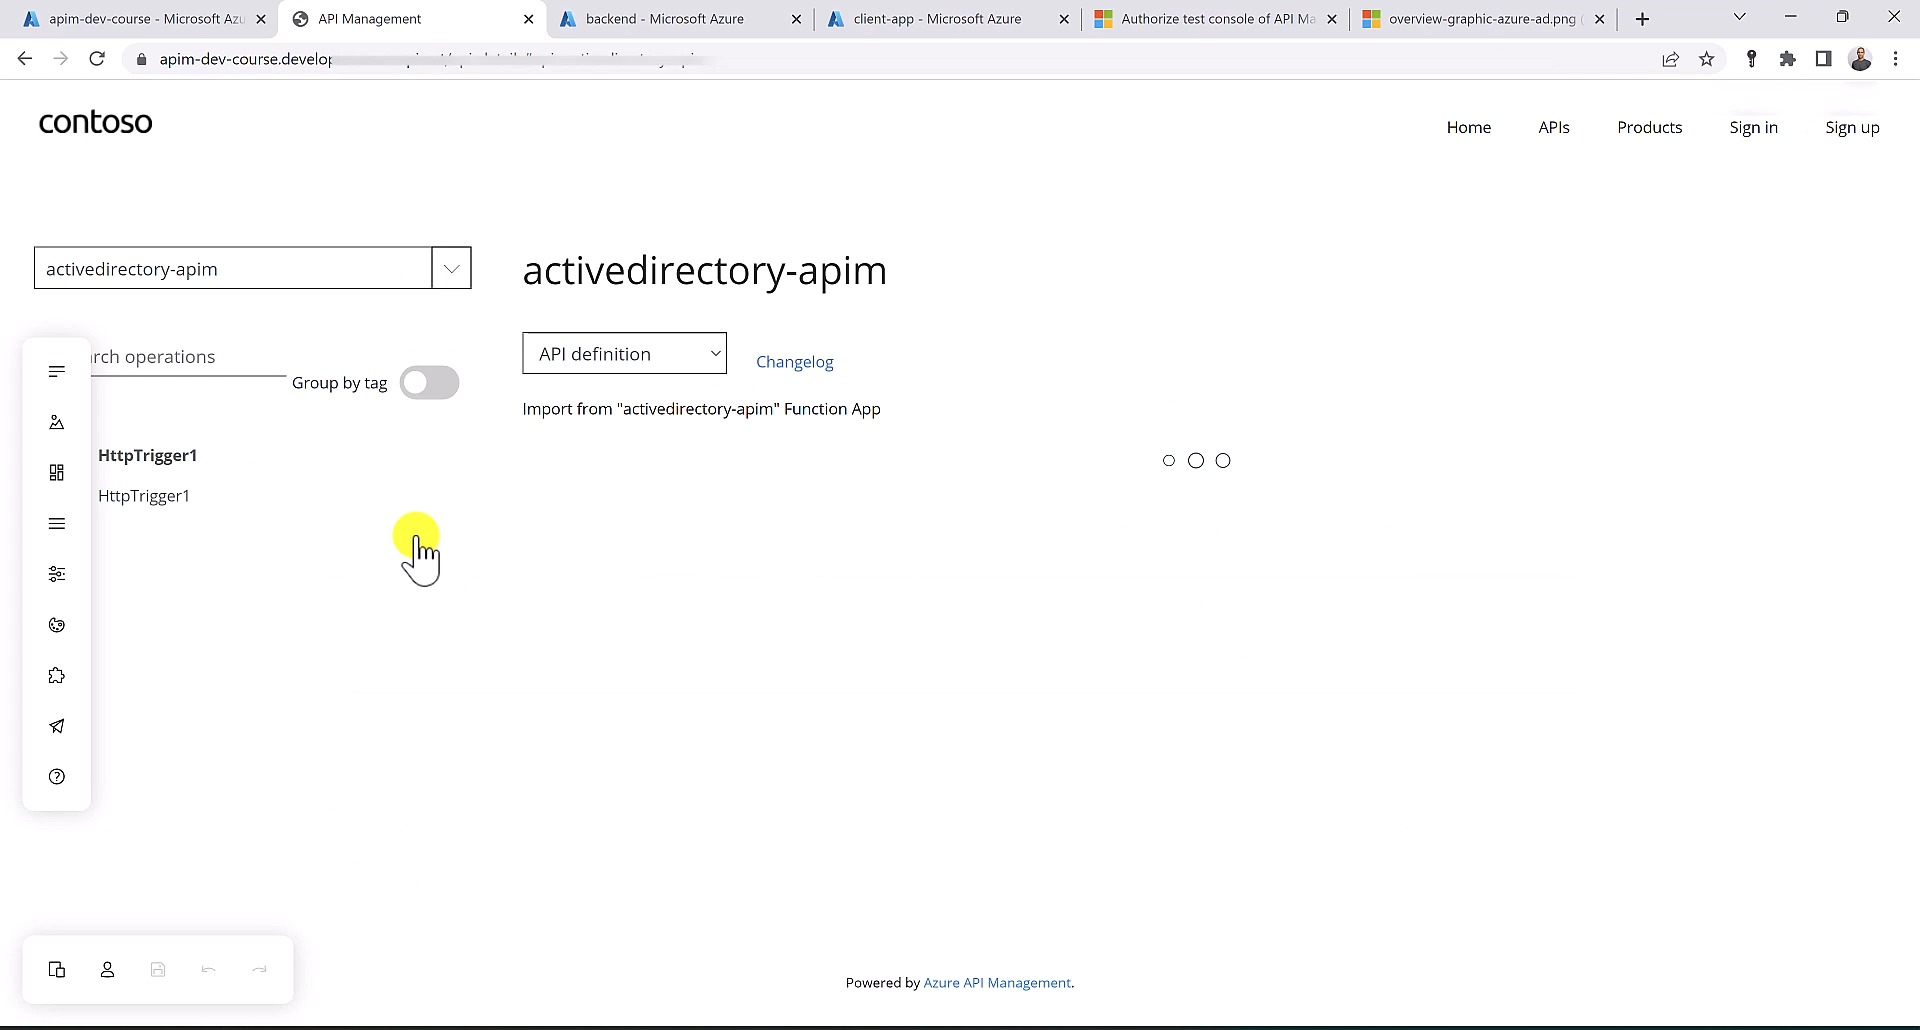 apim-dev-course - Microsoft Azu
API Management
backend - Microsoft Azure
client-app - Microsoft Azure
Authorize test console of API Ma
overview-graphic-azure-ad.png (
apim-dev-course.develop
contoso
Home
APIs
Products
Sign in
Sign up
activedirectory-apim
activedirectory-apim
API definition
Changelog
rch operations
Group by tag
Import from "activedirectory-apim" Function App
HttpTrigger1
HttpTrigger1
Powered by Azure API Management.